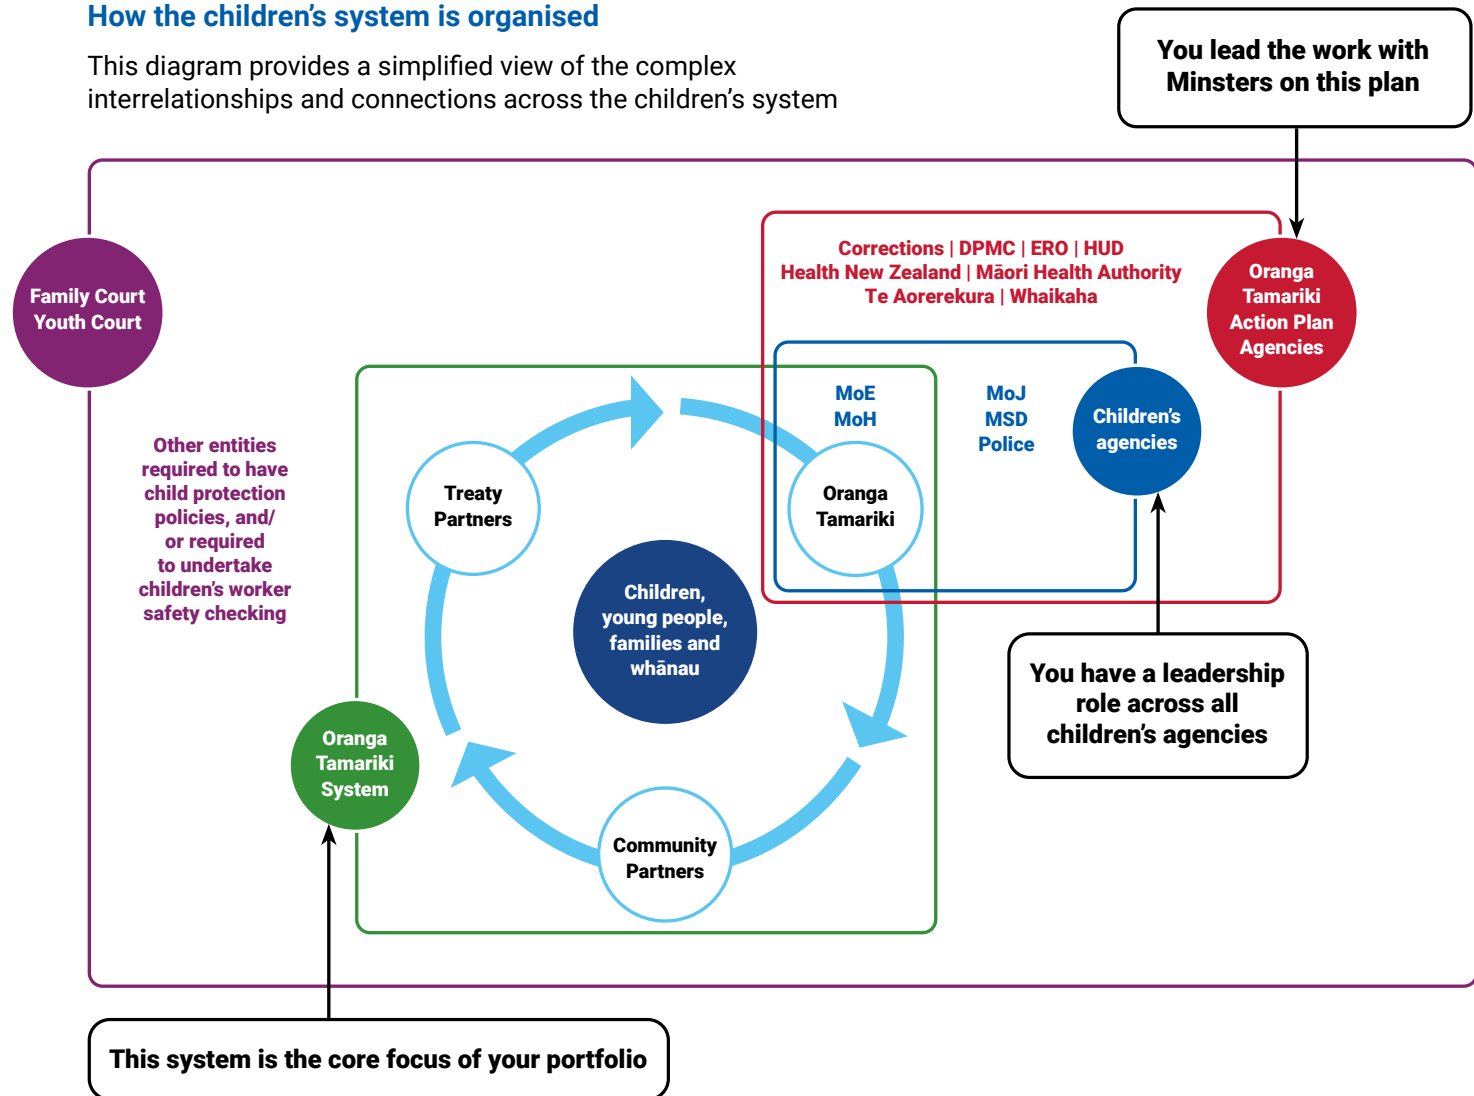 How the children’s system is organised
This diagram provides a simplified view of the complex
interrelationships and connections across the children’s system
You lead the work with
Minsters on this plan
Family Court
Youth Court
Corrections | DPMC | ERO | HUD
Health New Zealand | Māori Health Authority
Te Aorerekura | Whaikaha
Oranga
Tamariki
Action Plan
Agencies
MoE
MoH
MoJ
MSD
Police
Children’s
agencies
Other entities
required to have
child protection
policies, and/
or required
to undertake
children’s worker
safety checking
Treaty
Partners
Oranga
Tamariki
Children,
young people,
families and
whānau
You have a leadership
role across all
children’s agencies
Oranga
Tamariki
System
Community
Partners
This system is the core focus of your portfolio